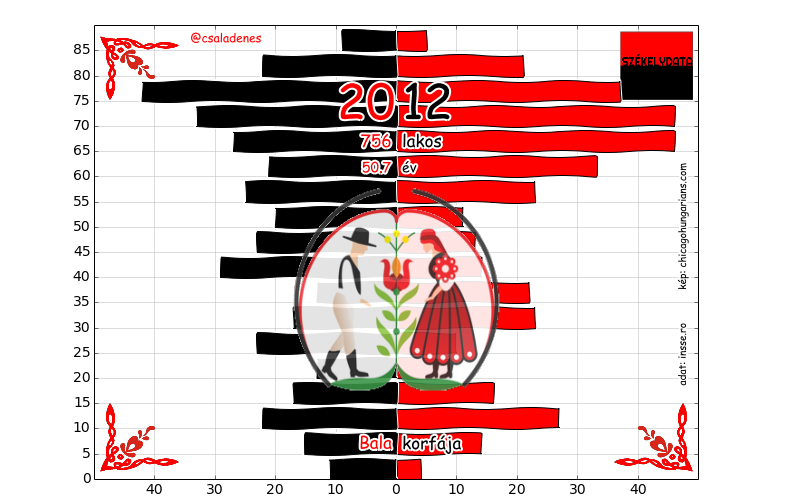 @csaladenes
SZÉKELYDATA
2012
756 lakos
50.7 év
kép: chicagohungarians.com
adat: insse.ro
Bala korfája
85
80
75
70
65
60
55
50
45
40
35
30
25
20
15
10
5
0
40 30 20 10 0 10 20 30 40